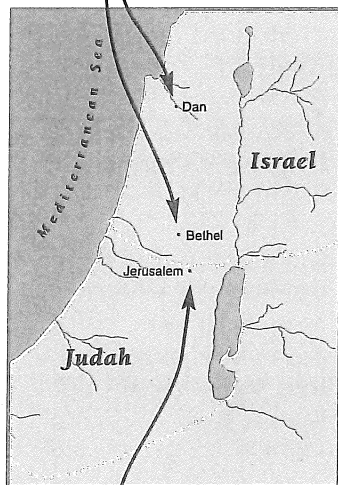 Mediterranean Sea
Dan
Israel
Bethel
Jerusalem
Judah